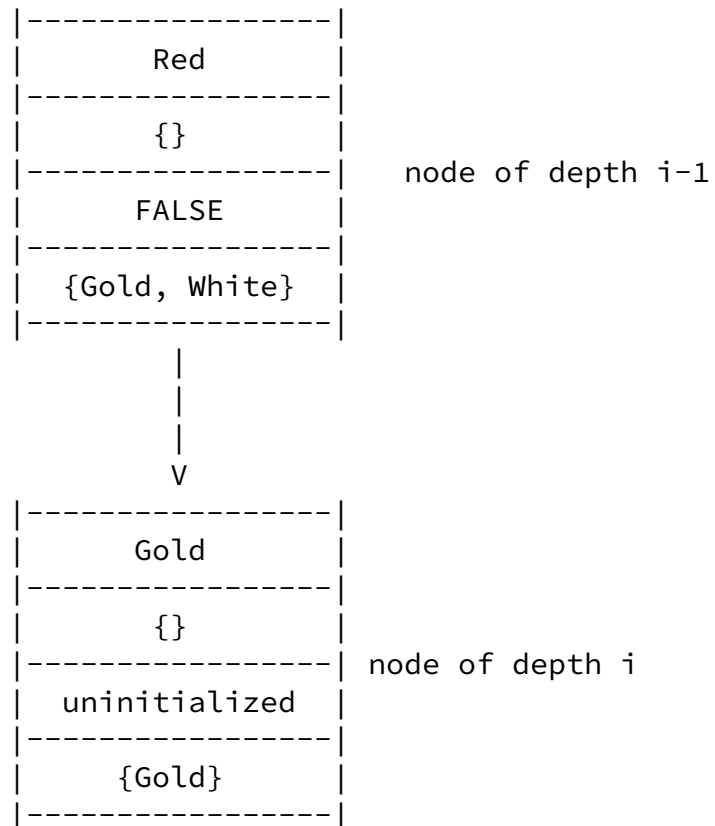 |-----------------|
|       Red       |
|-----------------|
|       {}        |
|-----------------|   node of depth i-1
|      FALSE      |
|-----------------|
|  {Gold, White}  |
|-----------------|
         |
         |
         |
         V
|-----------------|
|      Gold       |
|-----------------|
|       {}        |
|-----------------| node of depth i
|  uninitialized  |
|-----------------|
|     {Gold}      |
|-----------------|